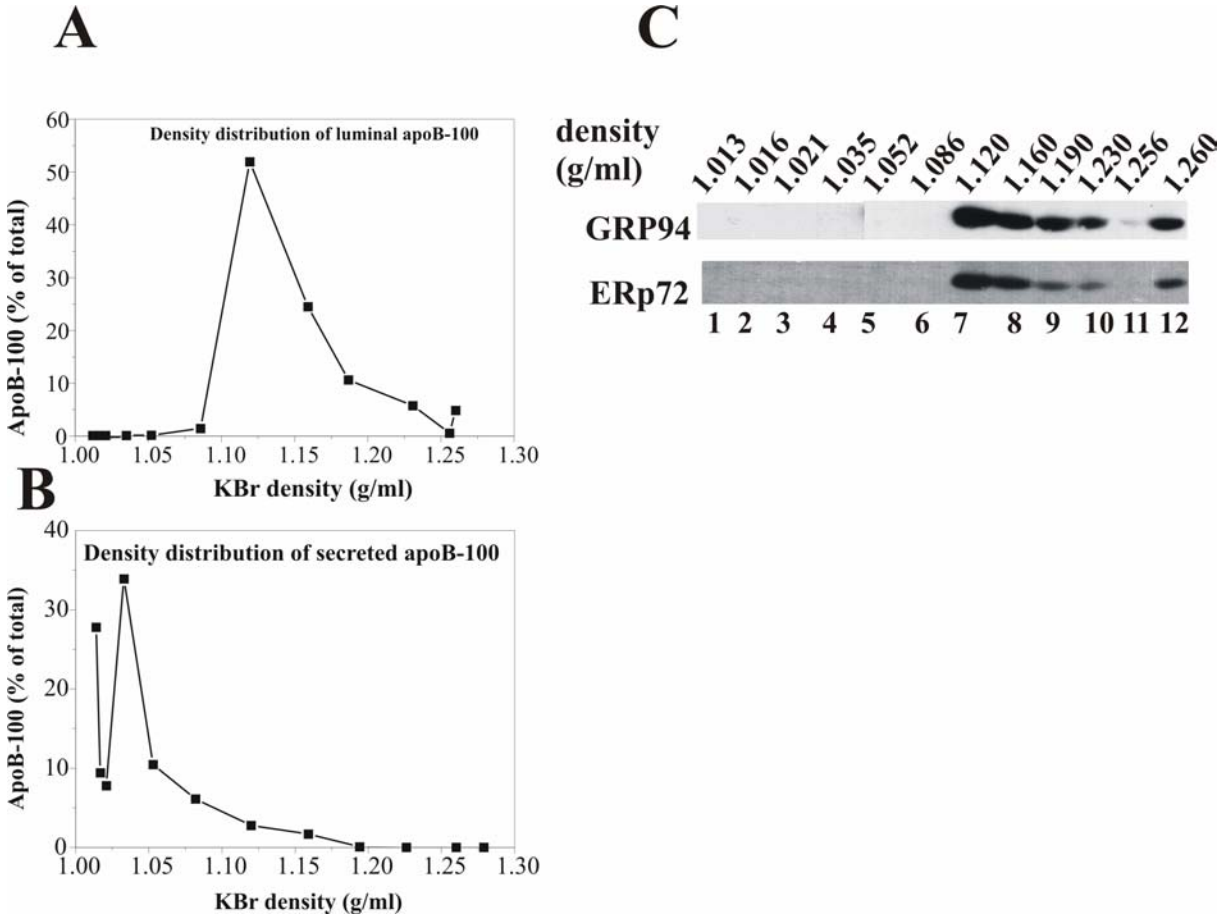 A
60
50
40
30
20
10
0
ApoB-100 (% of total)
Density distribution of luminal apoB-100
1.00 1.05 1.10 1.15 1.20 1.25 1.30
KBr density (g/ml)
B
40
30
20
10
0
ApoB-100 (% of total)
Density distribution of secreted apoB-100
1.00 1.05 1.10 1.15 1.20 1.25 1.30
KBr density (g/ml)
C
density
(g/ml)
1.013 1.016 1.021 1.035 1.052 1.086 1.120 1.160 1.190 1.230 1.256 1.260
GRP94
ERp72
1 2 3 4 5 6 7 8 9 10 11 12